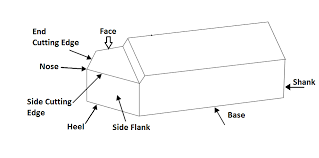 End
Cutting Edge
Face
Nose
Shank
Side Cutting
Edge
Base
Heel
Side Flank